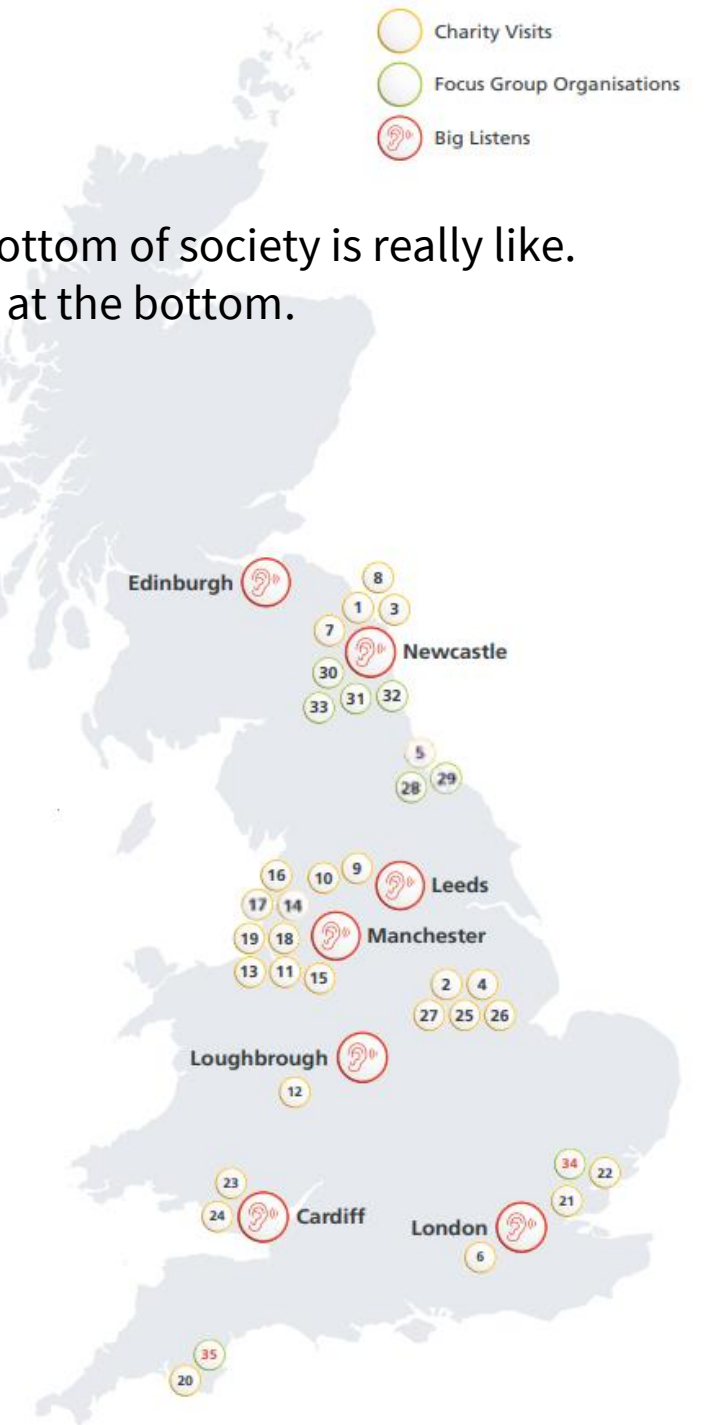 Charity Visits
Focus Group Organisations
Big Listens
ottom of society is really like.
at the bottom.
8
Edinburgh
1 3
7
Newcastle
30
33 31 32
5
28 29
16 10 9
Leeds
17 14
19 18
Manchester
13 11 15
2 4
27 25 26
Loughbrough
12
34 22
23
21
24
Cardiff
London
6
35
20